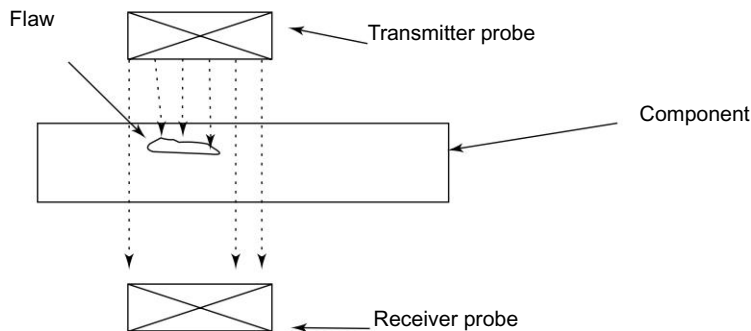 Flaw
Transmitter probe
Component
Receiver probe